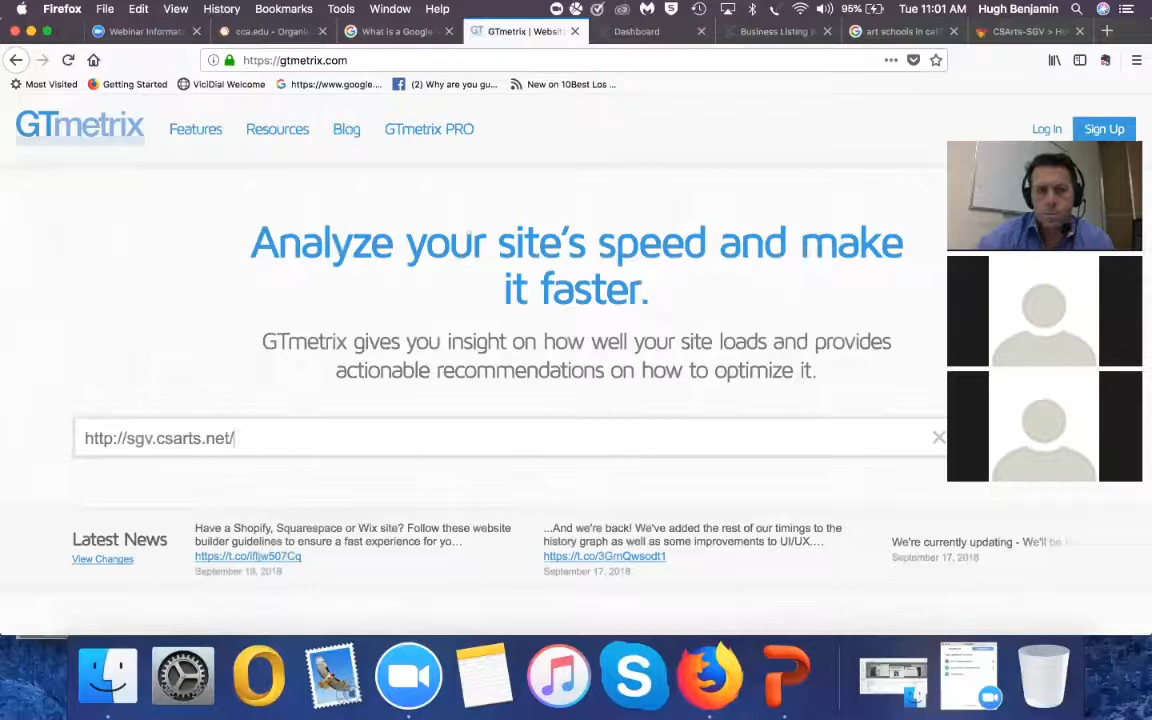 Firefox File Edit View History Bookmarks Tools Window Help 95% Tue 11:01 AM Hugh Benjamin
Webinar Informat cca.edu - Organi What is a Google GTmetrix | Websit Dashboard Business Listing art schools in cali CSArts-SGV > H
https://gtmetrix.com
Most Visited Getting Started ViciDial Welcome https://www.google.... (2) Why are you gu... New on 10Best Los ...
GTmetrix Features Resources Blog GTmetrix PRO Log In Sign Up
Analyze your site's speed and make
it faster.
GTmetrix gives you insight on how well your site loads and provides
actionable recommendations on how to optimize it.
http://sgv.csarts.net/
Latest News
View Changes
Have a Shopify, Squarespace or Wix site? Follow these website
builder guidelines to ensure a fast experience for yo...
https://t.co/ifljw507Cq
September 19, 2018
...And we're back! We've added the rest of our timings to the
history graph as well as some improvements to UI/UX....
https://t.co/3GrnQwsodt1
September 17, 2018
We're currently updating - We'll be
September 17, 2018